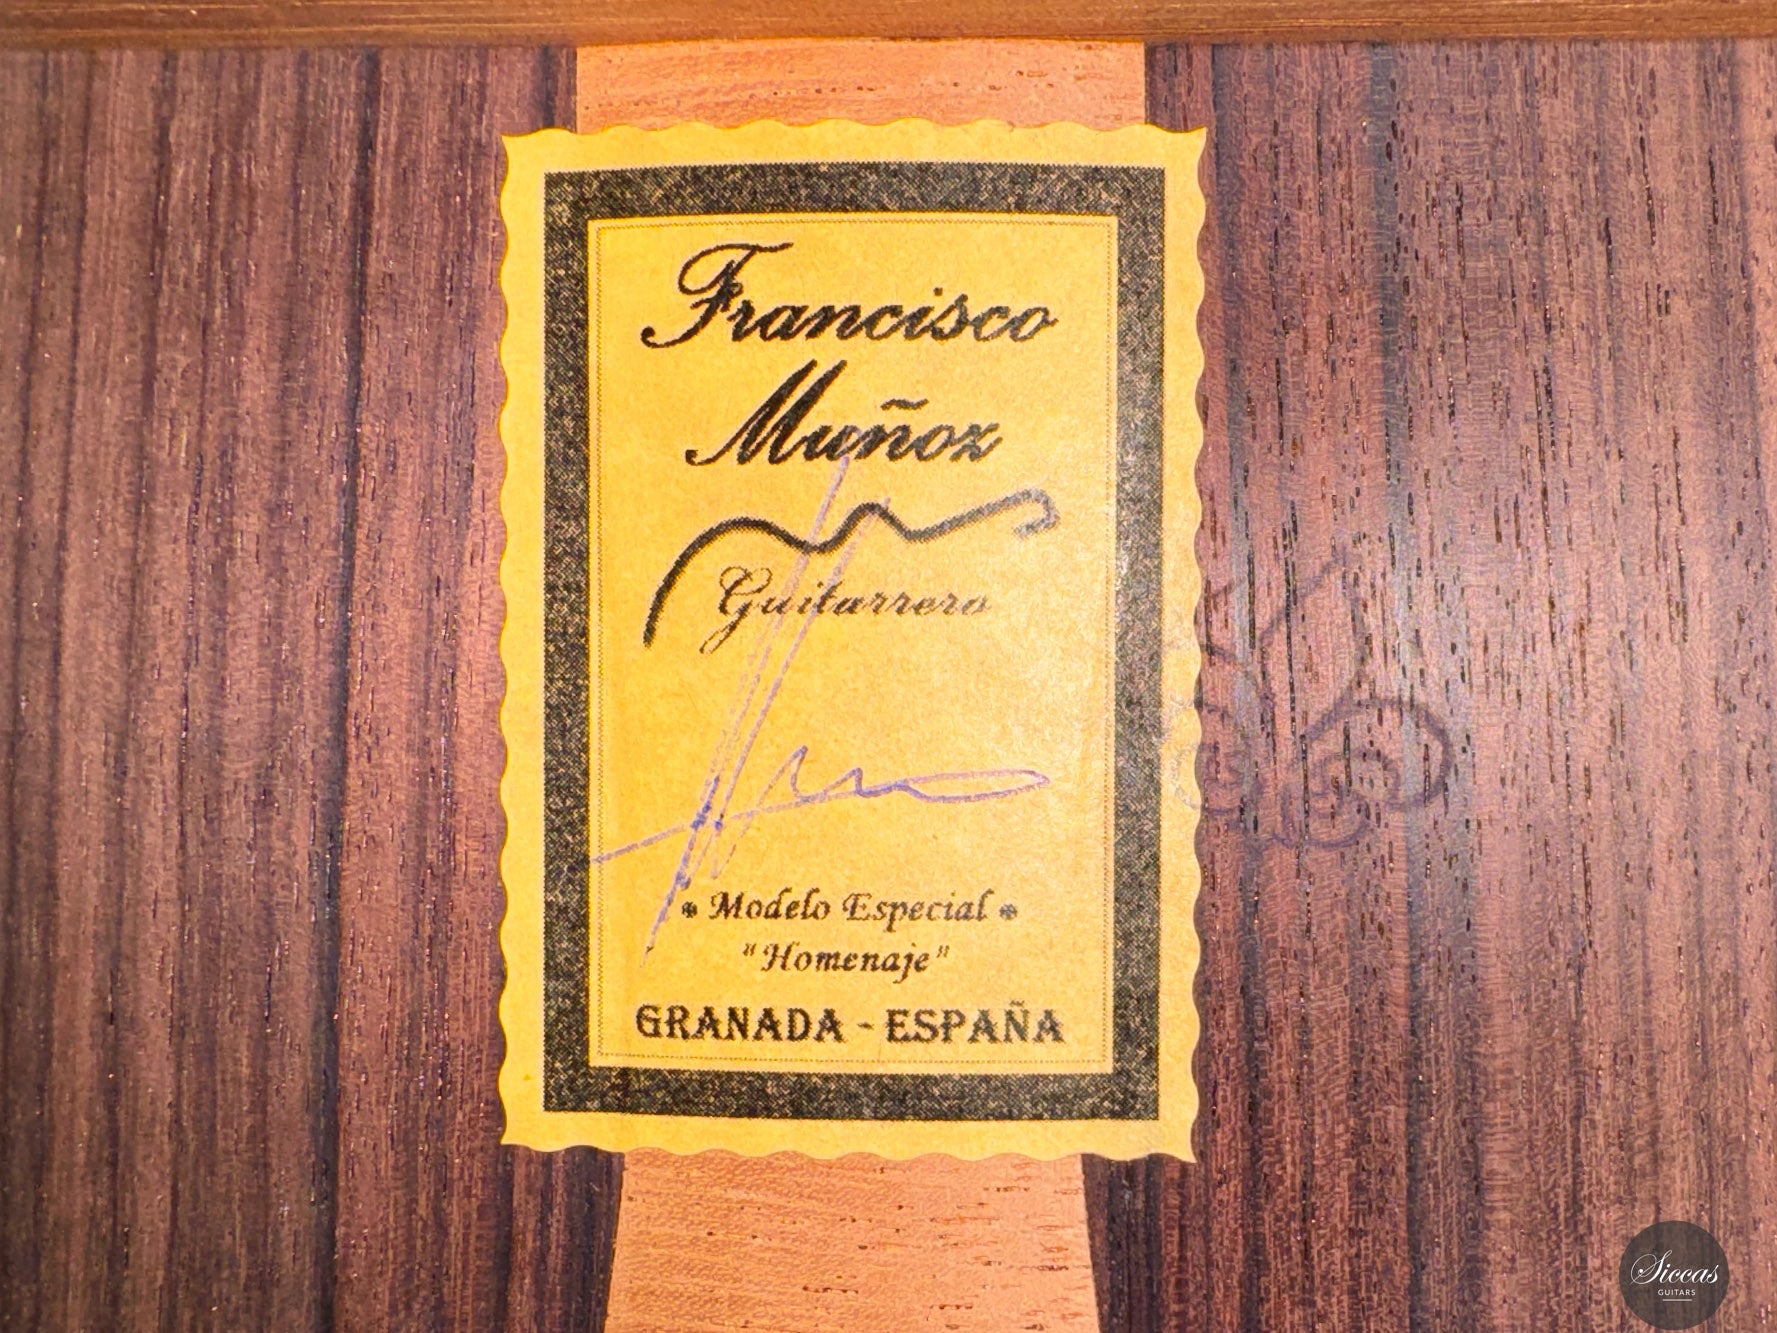 Francisco
Muñoz
Guitarrero
Modelo Especial
"Homenaje"
GRANADA - ESPAÑA
Siccas
GUITARS